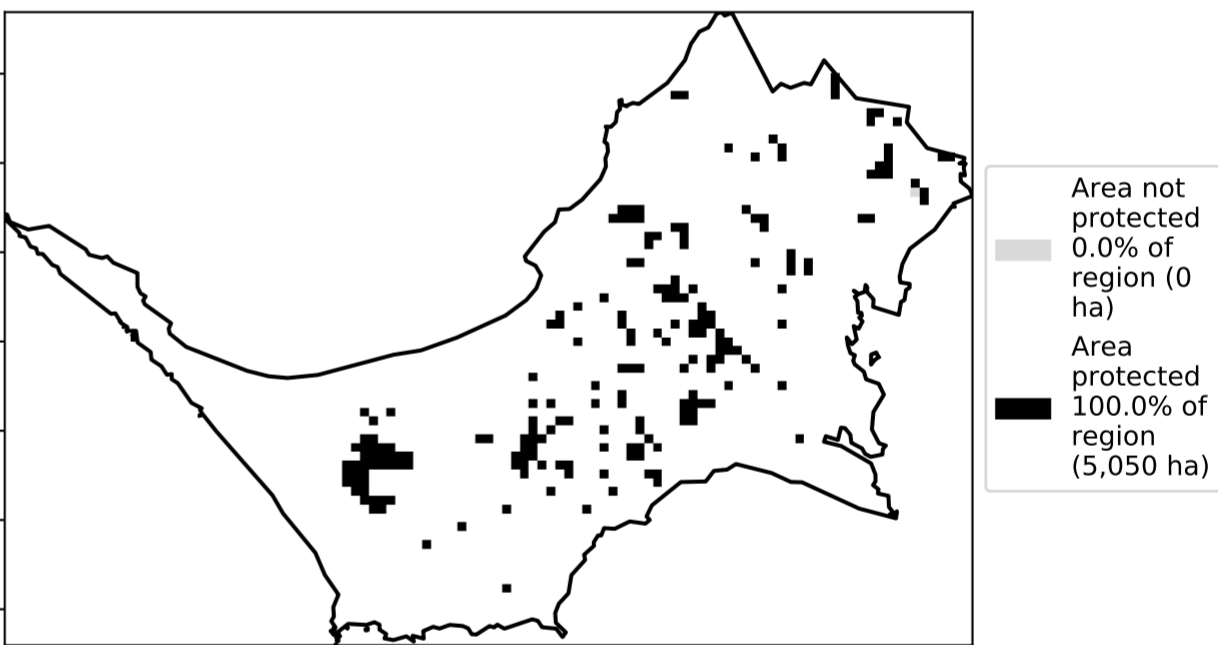 Area not
protected
0.0% of
region (0
ha)
Area
protected
100.0% of
region
(5,050 ha)